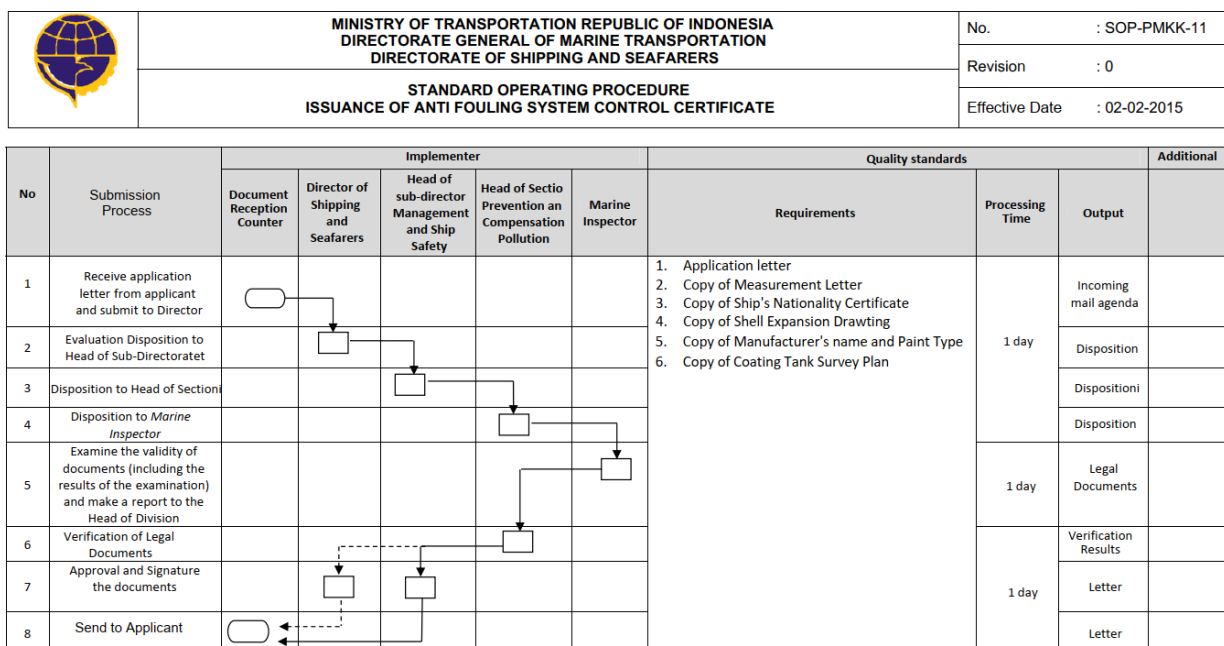 MINISTRY OF TRANSPORTATION REPUBLIC OF INDONESIA
DIRECTORATE GENERAL OF MARINE TRANSPORTATION
DIRECTORATE OF SHIPPING AND SEAFARERS
STANDARD OPERATING PROCEDURE
ISSUANCE OF ANTI FOULING SYSTEM CONTROL CERTIFICATE
No. : SOP-PMKK-11
Revision : 0
Effective Date : 02-02-2015
No
Submission
Process
Implementer
Document
Reception
Counter
Director of
Shipping
and
Seafarers
Head of
sub-director
Management
and Ship
Safety
Head of Sectio
Prevention an
Compensation
Pollution
Marine
Inspector
Quality standards
Requirements
Processing
Time
Output
Additional
1
Receive application
letter from applicant
and submit to Director
1. Application letter
2. Copy of Measurement Letter
3. Copy of Ship's Nationality Certificate
4. Copy of Shell Expansion Drawting
5. Copy of Manufacturer's name and Paint Type
6. Copy of Coating Tank Survey Plan
1 day
Incoming
mail agenda
2
Evaluation Disposition to
Head of Sub-Directoratet
Disposition
3
Disposition to Head of Sectioni
Dispositioni
4
Disposition to Marine
Inspector
Disposition
5
Examine the validity of
documents (including the
results of the examination)
and make a report to the
Head of Division
1 day
Legal
Documents
6
Verification of Legal
Documents
1 day
Verification
Results
7
Approval and Signature
the documents
Letter
8
Send to Applicant
Letter